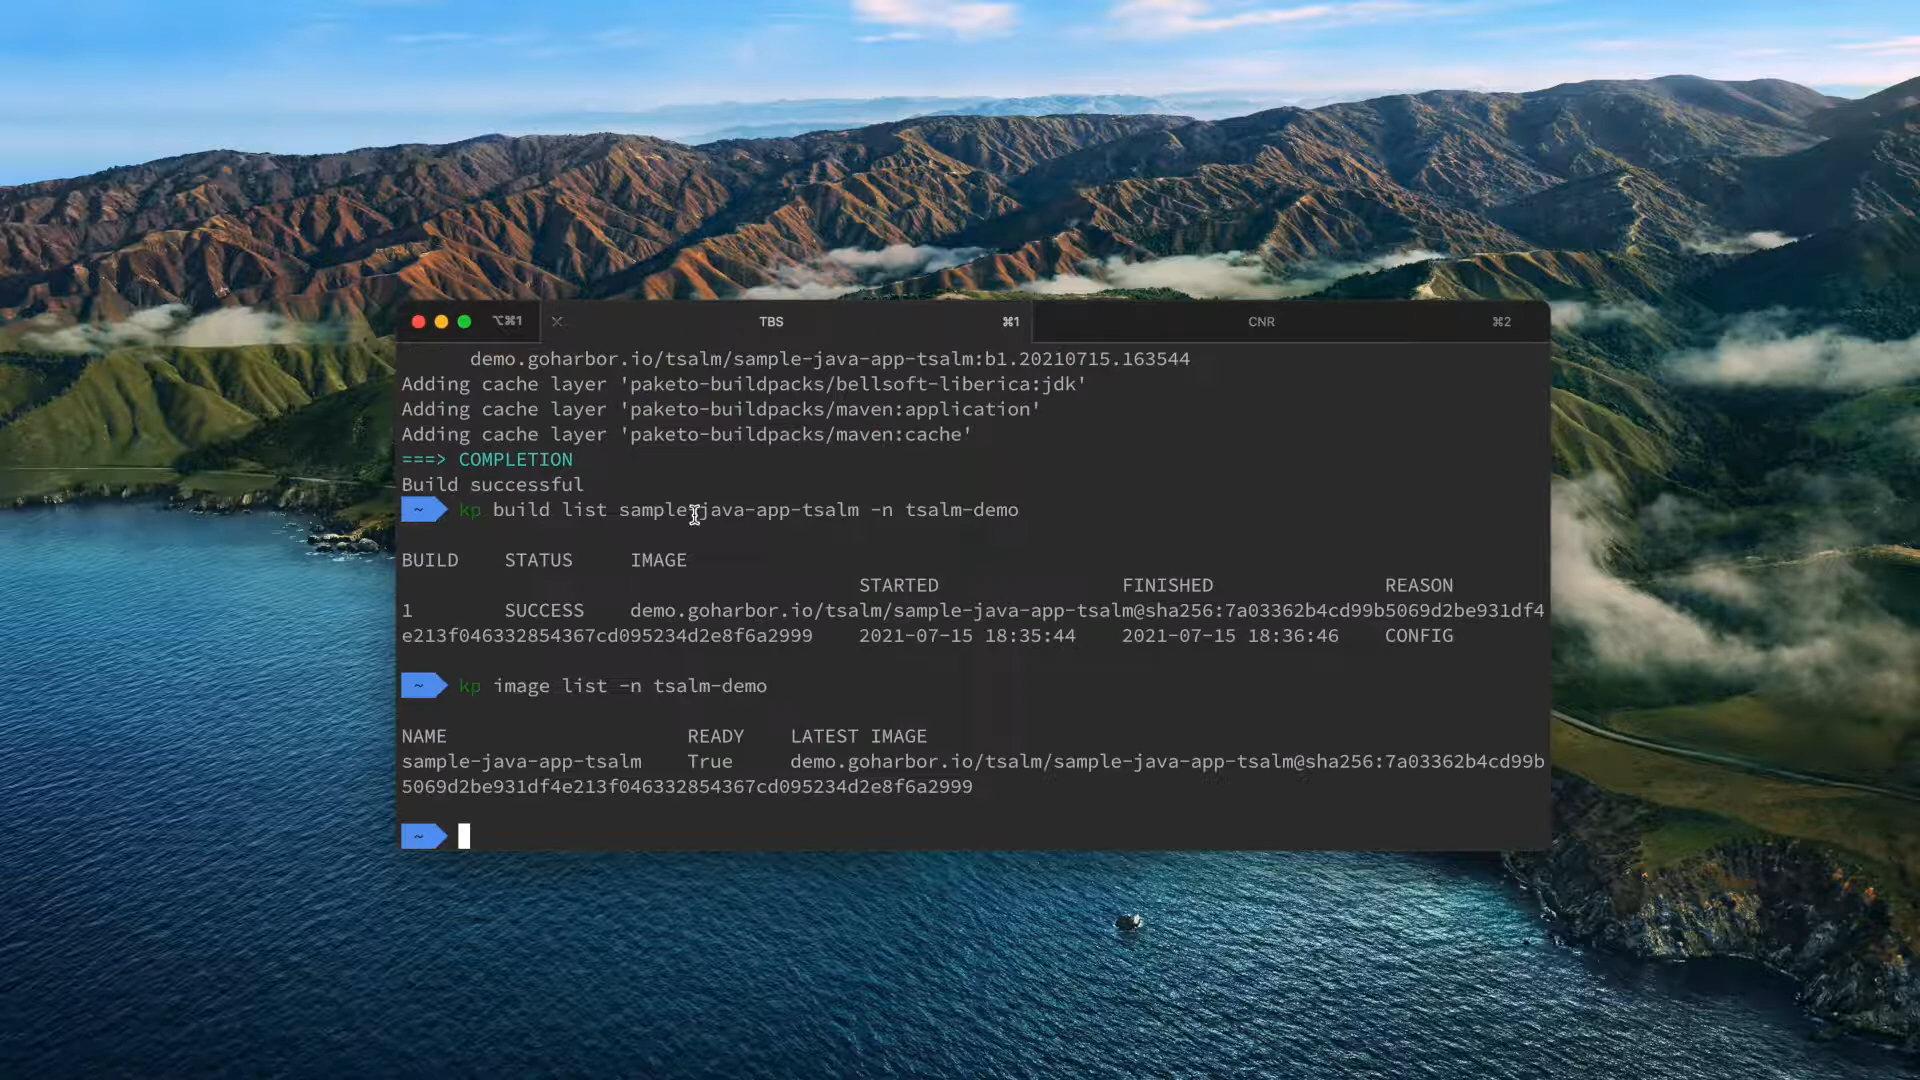 ⌥⌘1 TBS ⌘1 CNR ⌘2
demo.goharbor.io/tsalm/sample-java-app-tsalm:b1.20210715.163544
Adding cache layer 'paketo-buildpacks/bellsoft-liberica:jdk'
Adding cache layer 'paketo-buildpacks/maven:application'
Adding cache layer 'paketo-buildpacks/maven:cache'
===> COMPLETION
Build successful
~ kp build list sample-java-app-tsalm -n tsalm-demo
BUILD STATUS IMAGE
STARTED FINISHED REASON
1 SUCCESS demo.goharbor.io/tsalm/sample-java-app-tsalm@sha256:7a03362b4cd99b5069d2be931df4
e213f046332854367cd095234d2e8f6a2999 2021-07-15 18:35:44 2021-07-15 18:36:46 CONFIG
~ kp image list -n tsalm-demo
NAME READY LATEST IMAGE
sample-java-app-tsalm True demo.goharbor.io/tsalm/sample-java-app-tsalm@sha256:7a03362b4cd99b
5069d2be931df4e213f046332854367cd095234d2e8f6a2999
~